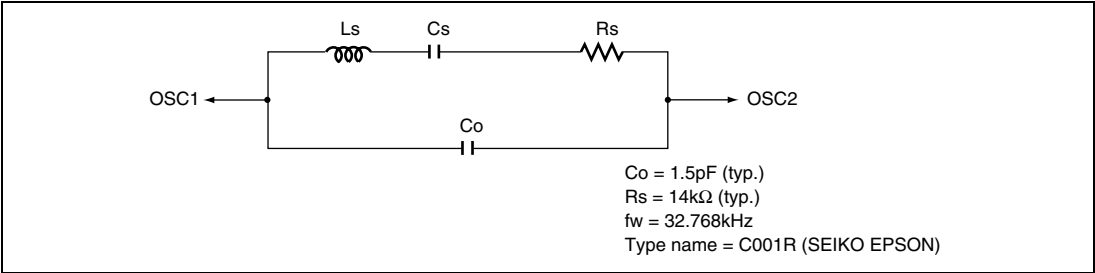 Ls Cs Rs
OSC1 OSC2
Co
Co = 1.5pF (typ.)
Rs = 14kΩ (typ.)
fw = 32.768kHz
Type name = C001R (SEIKO EPSON)